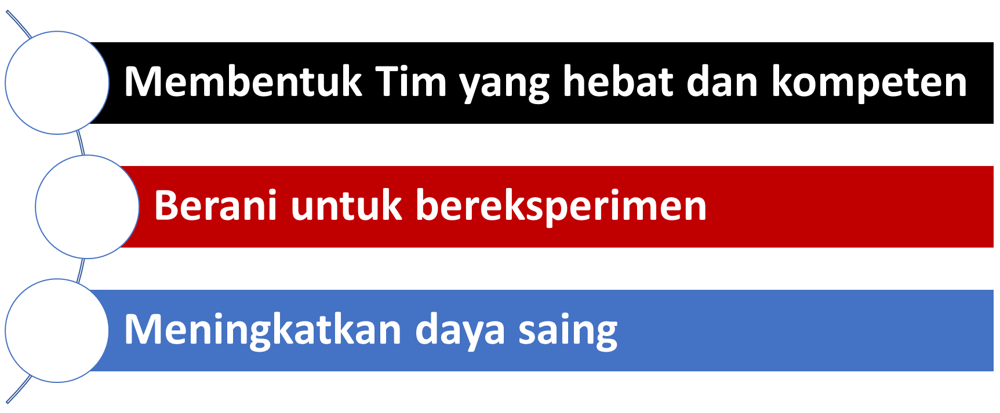 Membentuk Tim yang hebat dan kompeten
Berani untuk bereksperimen
Meningkatkan daya saing